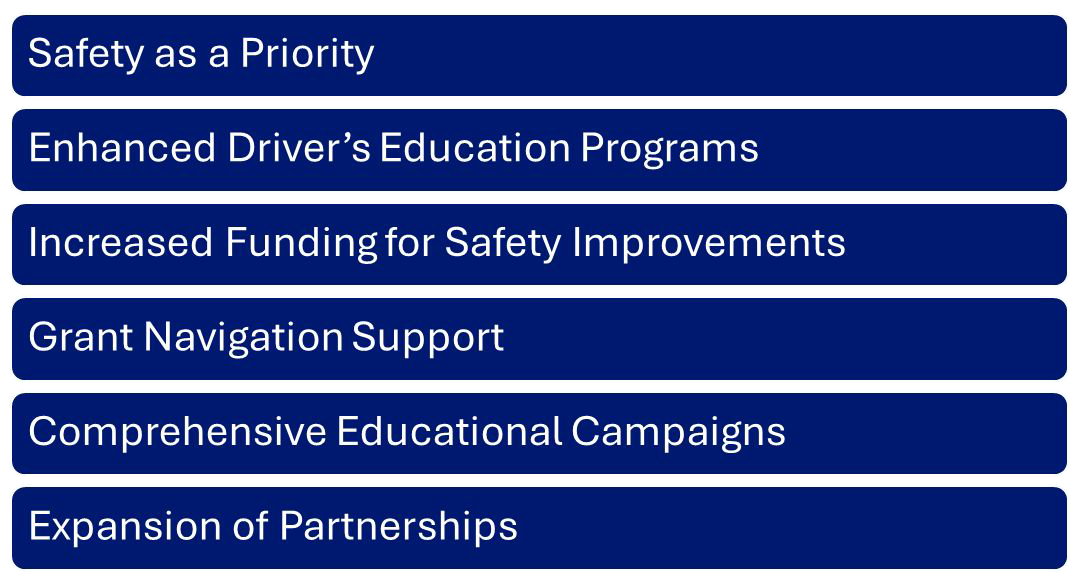 Safety as a Priority
Enhanced Driver’s Education Programs
Increased Funding for Safety Improvements
Grant Navigation Support
Comprehensive Educational Campaigns
Expansion of Partnerships